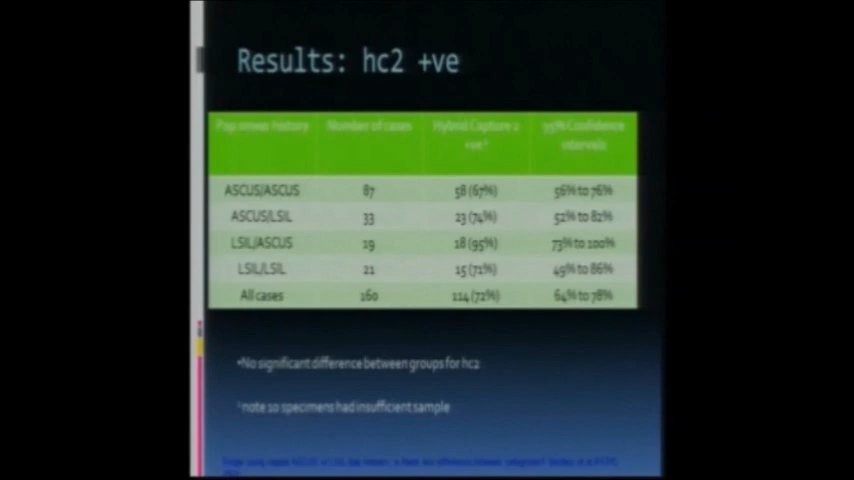 Results: hc2 +ve
Pap smear history Number of cases Hybrid Capture 2 95% Confidence
+ve ¹ intervals
ASCUS/ASCUS 87 58 (67%) 56% to 76%
ASCUS/LSIL 33 23 (74%) 52% to 82%
LSIL/ASCUS 19 18 (95%) 73% to 100%
LSIL/LSIL 21 15 (71%) 49% to 86%
All cases 160 114 (72%) 64% to 78%
•No significant difference between groups for hc2
¹ note 10 specimens had insufficient sample